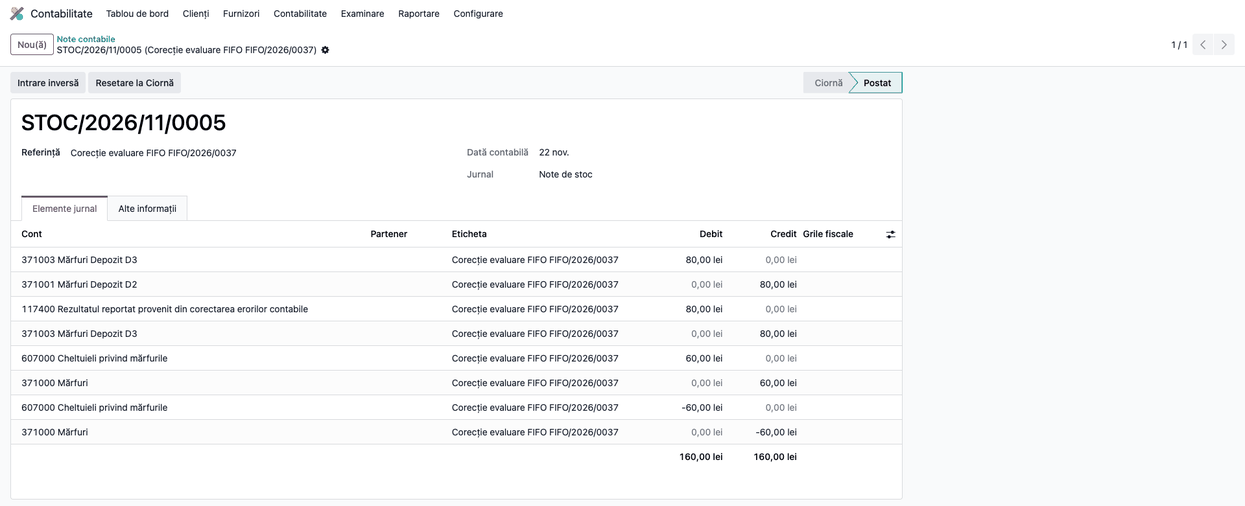 Contabilitate Tablou de bord Clienți Furnizori Contabilitate Examinare Raportare Configurare
Nou(ă) Note contabile
STOC/2026/11/0005 (Corecție evaluare FIFO FIFO/2026/0037) 1 / 1
Intrare inversă Resetare la Ciornă Ciornă Postat
STOC/2026/11/0005
Referință Corecție evaluare FIFO FIFO/2026/0037 Dată contabilă 22 nov.
Jurnal Note de stoc
Elemente jurnal Alte informații
Cont Partener Eticheta Debit Credit Grile fiscale
371003 Mărfuri Depozit D3 Corecție evaluare FIFO FIFO/2026/0037 80,00 lei 0,00 lei
371001 Mărfuri Depozit D2 Corecție evaluare FIFO FIFO/2026/0037 0,00 lei 80,00 lei
117400 Rezultatul reportat provenit din corectarea erorilor contabile Corecție evaluare FIFO FIFO/2026/0037 80,00 lei 0,00 lei
371003 Mărfuri Depozit D3 Corecție evaluare FIFO FIFO/2026/0037 0,00 lei 80,00 lei
607000 Cheltuieli privind mărfurile Corecție evaluare FIFO FIFO/2026/0037 60,00 lei 0,00 lei
371000 Mărfuri Corecție evaluare FIFO FIFO/2026/0037 0,00 lei 60,00 lei
607000 Cheltuieli privind mărfurile Corecție evaluare FIFO FIFO/2026/0037 -60,00 lei 0,00 lei
371000 Mărfuri Corecție evaluare FIFO FIFO/2026/0037 0,00 lei -60,00 lei
160,00 lei 160,00 lei